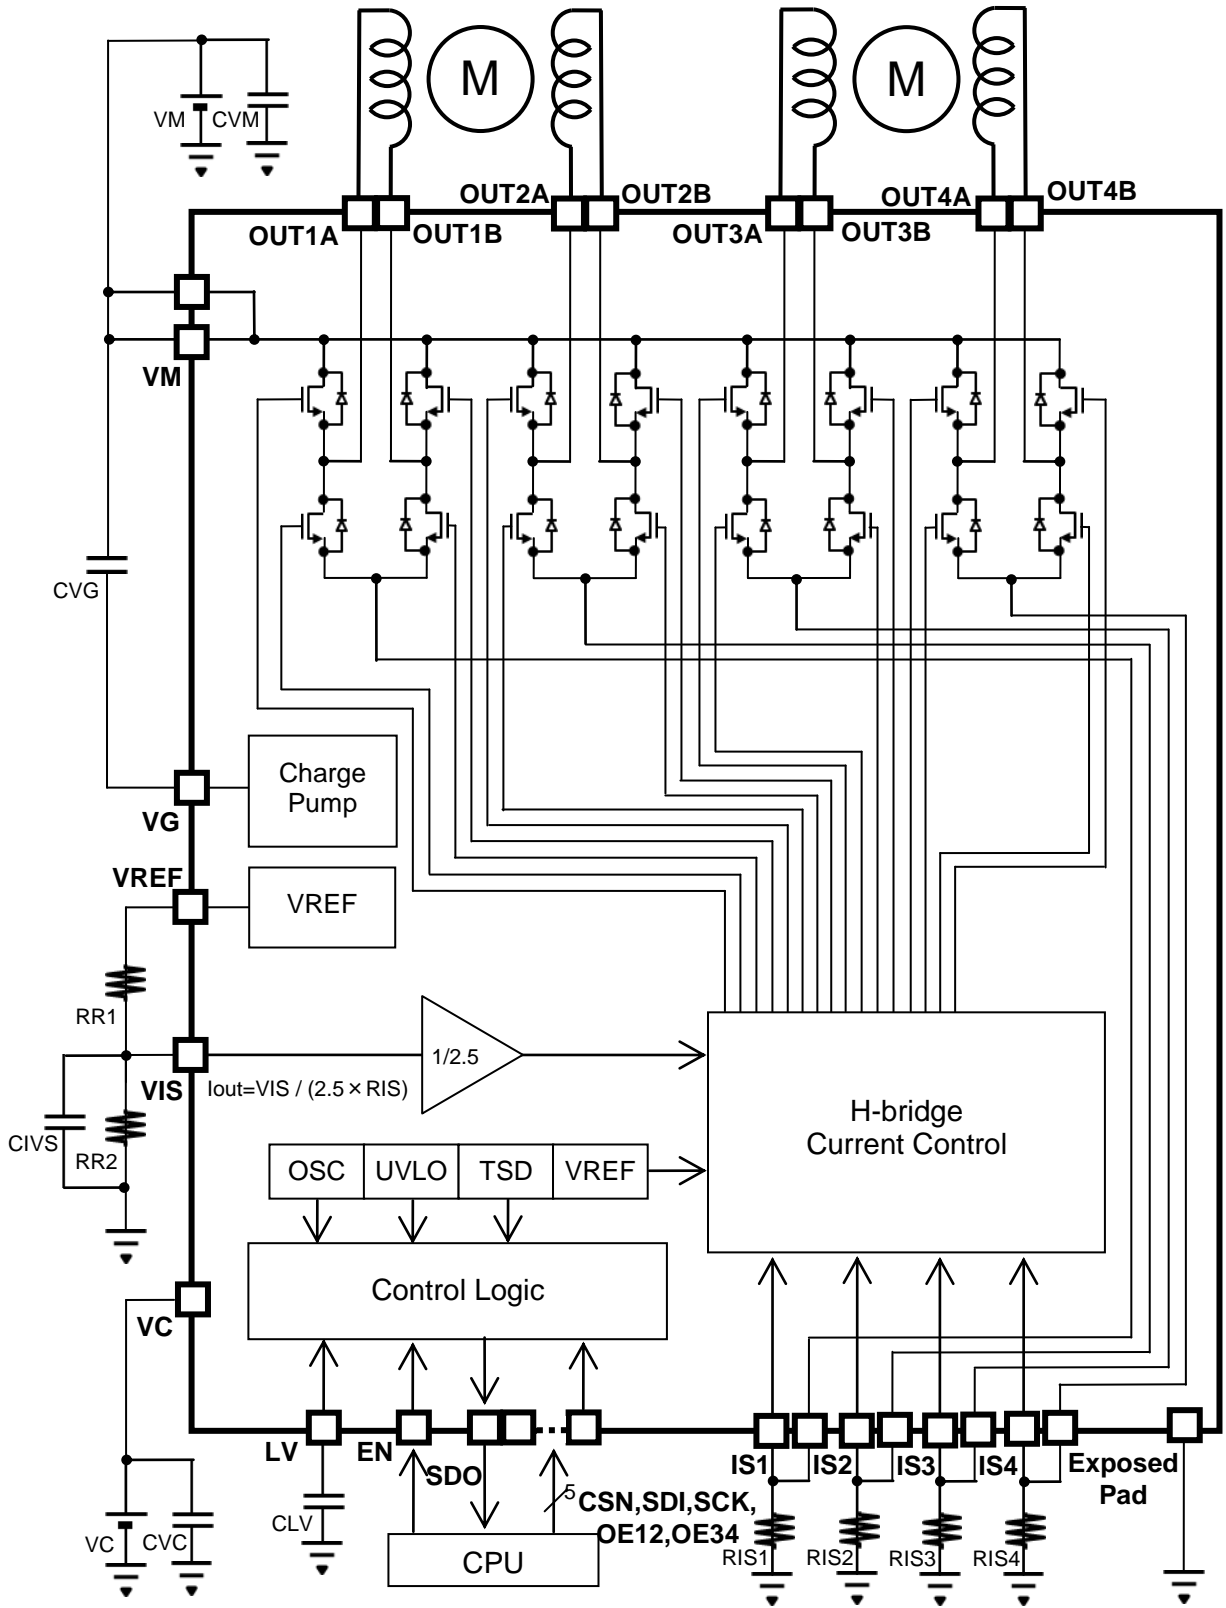 M
M
VM
CVM
OUT2A
OUT2B
OUT4A
OUT4B
OUT1A
OUT1B
OUT3A
OUT3B
VM
CVG
Charge
Pump
VG
VREF
VREF
RR1
1/2.5
VIS
Iout=VIS / (2.5×RIS)
H-bridge
Current Control
CIVS
RR2
OSC
UVLO
TSD
VREF
Control Logic
VC
LV
EN
SDO
IS1
IS2
IS3
IS4
Exposed
Pad
5
CSN,SDI,SCK,
OE12,OE34
CLV
VC
CVC
CPU
RIS1
RIS2
RIS3
RIS4